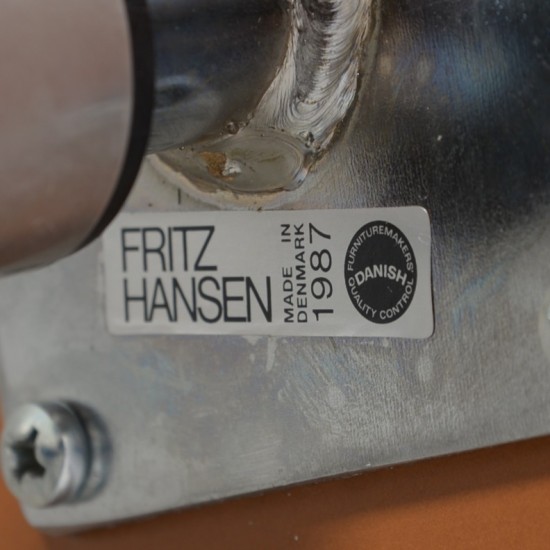 FRITZ
HANSEN
MADE IN
DENMARK
1987
FURNITUREMAKERS'
DANISH
QUALITY CONTROL